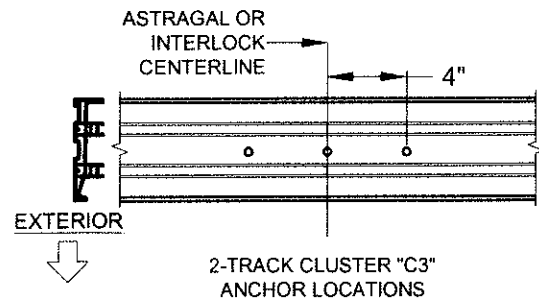 ASTRAGAL OR
INTERLOCK
CENTERLINE
4"
EXTERIOR
2-TRACK CLUSTER "C3"
ANCHOR LOCATIONS